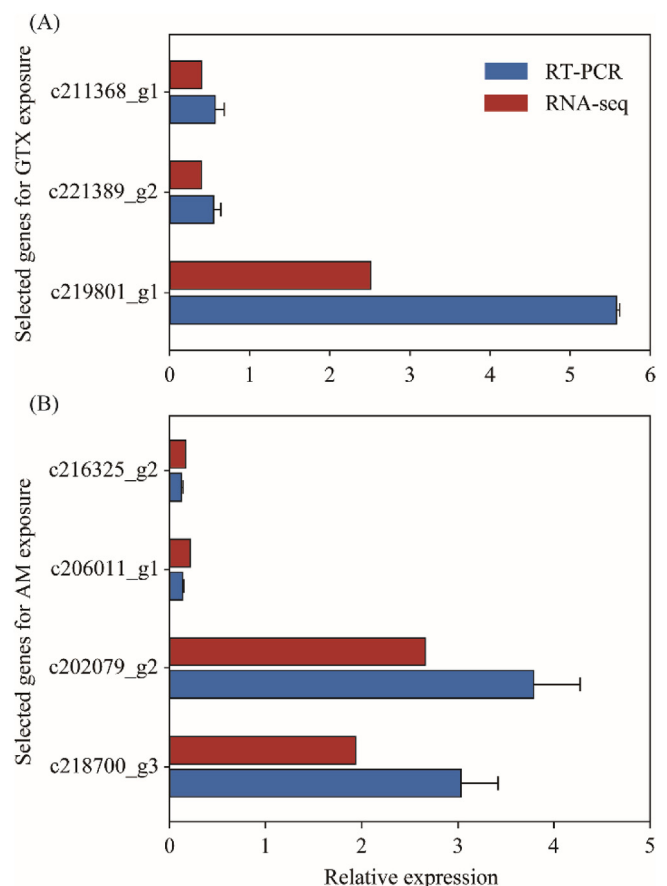 (A)
Selected genes for GTX exposure
c211368_g1
c221389_g2
c219801_g1
RT-PCR
RNA-seq
0 1 2 3 4 5 6
(B)
Selected genes for AM exposure
c216325_g2
c206011_g1
c202079_g2
c218700_g3
0 1 2 3 4 5
Relative expression